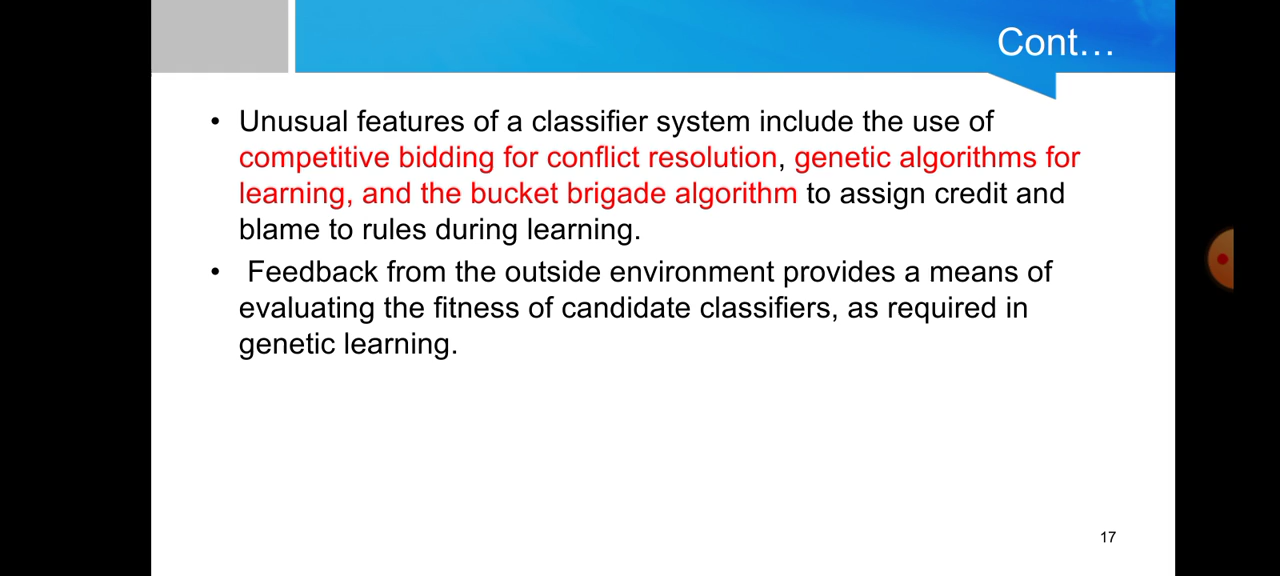 Cont…
• Unusual features of a classifier system include the use of
competitive bidding for conflict resolution, genetic algorithms for
learning, and the bucket brigade algorithm to assign credit and
blame to rules during learning.
• Feedback from the outside environment provides a means of
evaluating the fitness of candidate classifiers, as required in
genetic learning.
17